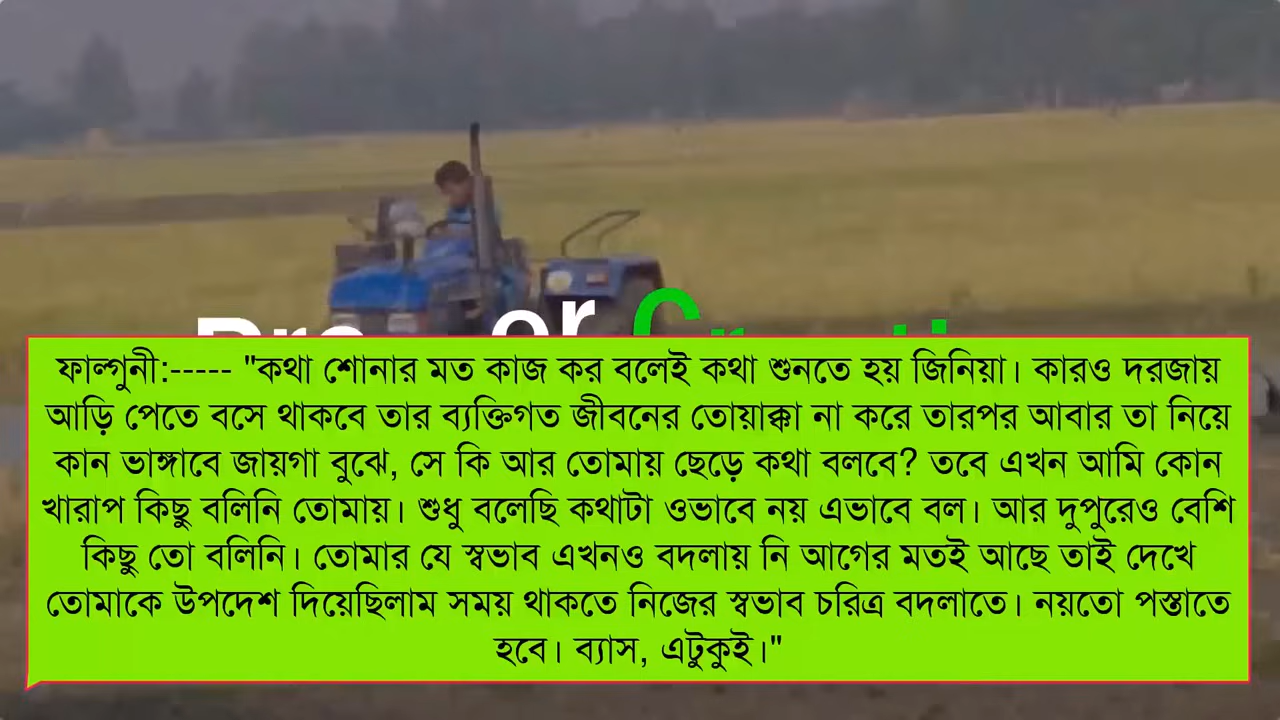 ফাল্গুনী:----- "কথা শোনার মত কাজ কর বলেই কথা শুনতে হয় জিনিয়া। কারও দরজায়
আড়ি পেতে বসে থাকবে তার ব্যক্তিগত জীবনের তোয়াক্কা না করে তারপর আবার তা নিয়ে
কান ভাঙ্গাবে জায়গা বুঝে, সে কি আর তোমায় ছেড়ে কথা বলবে? তবে এখন আমি কোন
খারাপ কিছু বলিনি তোমায়। শুধু বলেছি কথাটা ওভাবে নয় এভাবে বল। আর দুপুরেও বেশি
কিছু তো বলিনি। তোমার যে স্বভাব এখনও বদলায় নি আগের মতই আছে তাই দেখে
তোমাকে উপদেশ দিয়েছিলাম সময় থাকতে নিজের স্বভাব চরিত্র বদলাতে। নয়তো পস্তাতে
হবে। ব্যাস, এটুকুই।"